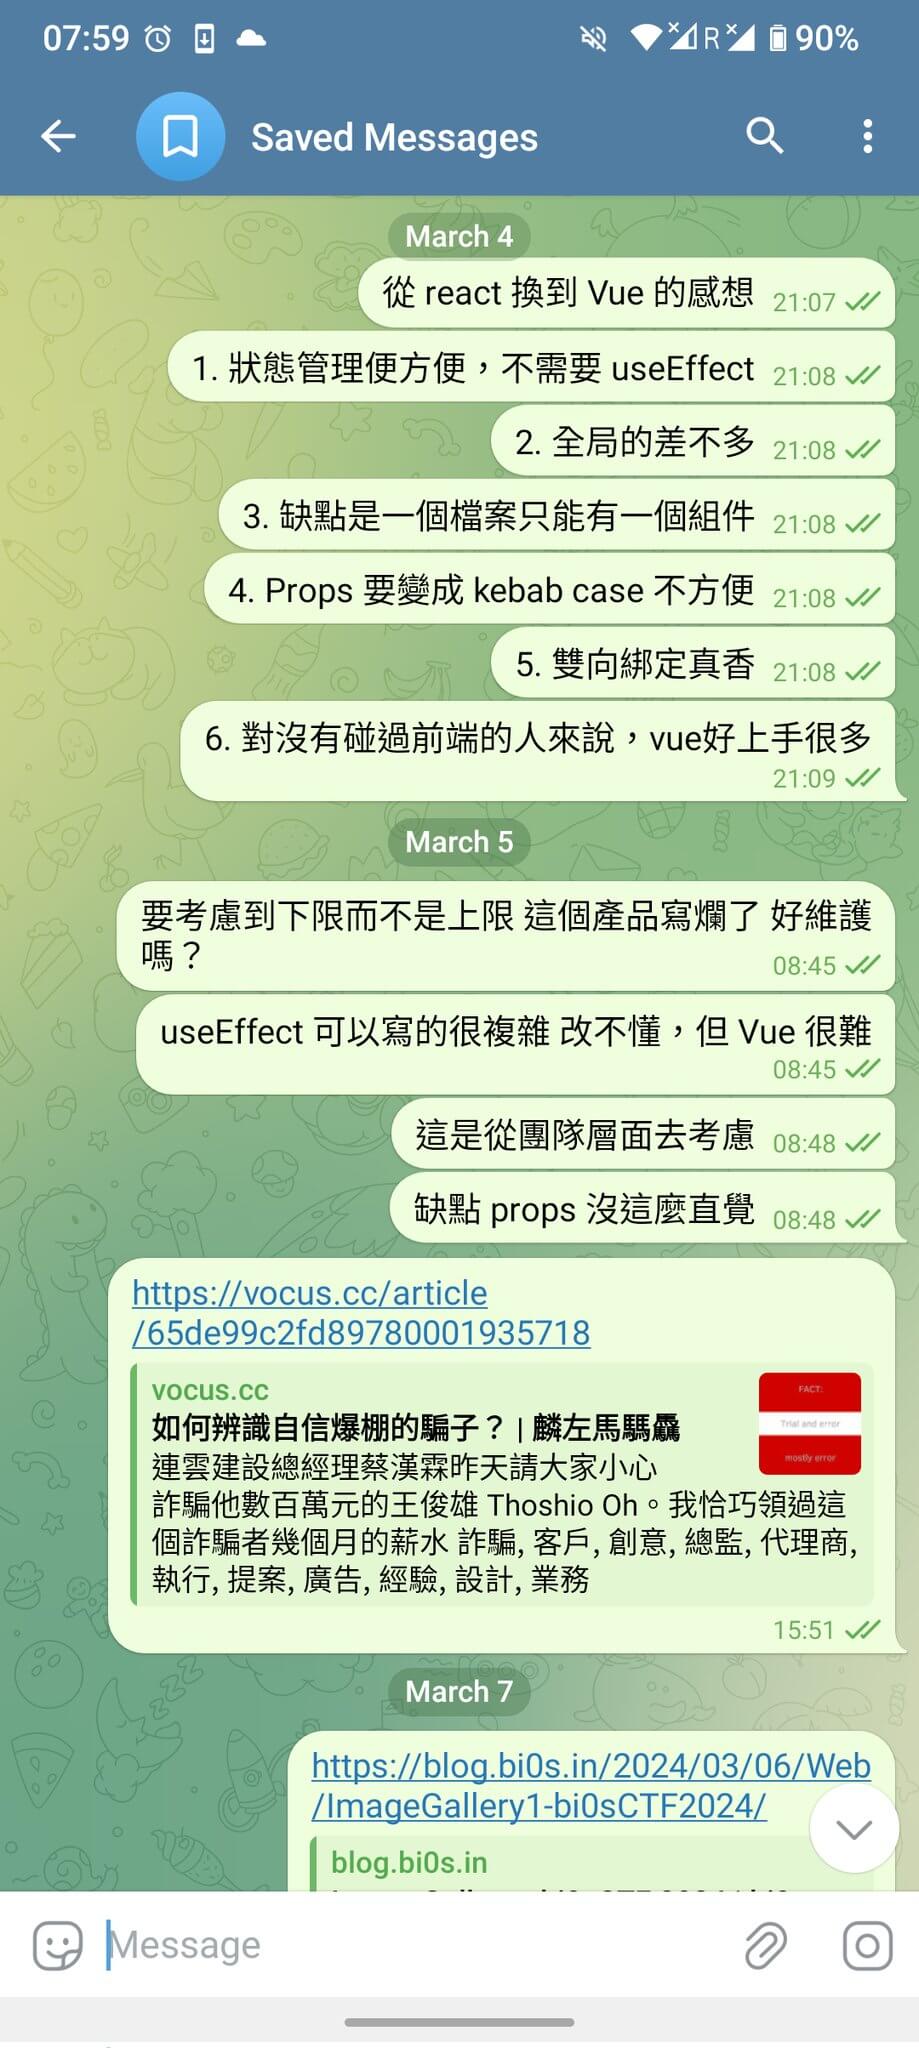 07:59
R
90%
Saved Messages
March 4
從 react 換到 Vue 的感想 21:07
1. 狀態管理便方便，不需要 useEffect 21:08
2. 全局的差不多 21:08
3. 缺點是一個檔案只能有一個組件 21:08
4. Props 要變成 kebab case 不方便 21:08
5. 雙向綁定真香 21:08
6. 對沒有碰過前端的人來說，vue好上手很多
21:09
March 5
要考慮到下限而不是上限 這個產品寫爛了 好維護
嗎？ 08:45
useEffect 可以寫的很複雜 改不懂，但 Vue 很難
08:45
這是從團隊層面去考慮 08:48
缺點 props 沒這麼直覺 08:48
https://vocus.cc/article
/65de99c2fd89780001935718
vocus.cc
如何辨識自信爆棚的騙子？ | 麟左馬駬驫
FACT:
Trial and error
mostly error
連雲建設總經理蔡漢霖昨天請大家小心
詐騙他數百萬元的王俊雄 Thoshio Oh。我恰巧領過這
個詐騙者幾個月的薪水 詐騙, 客戶, 創意, 總監, 代理商,
執行, 提案, 廣告, 經驗, 設計, 業務
15:51
March 7
https://blog.bi0s.in/2024/03/06/Web
/ImageGallery1-bi0sCTF2024/
blog.bi0s.in
Message